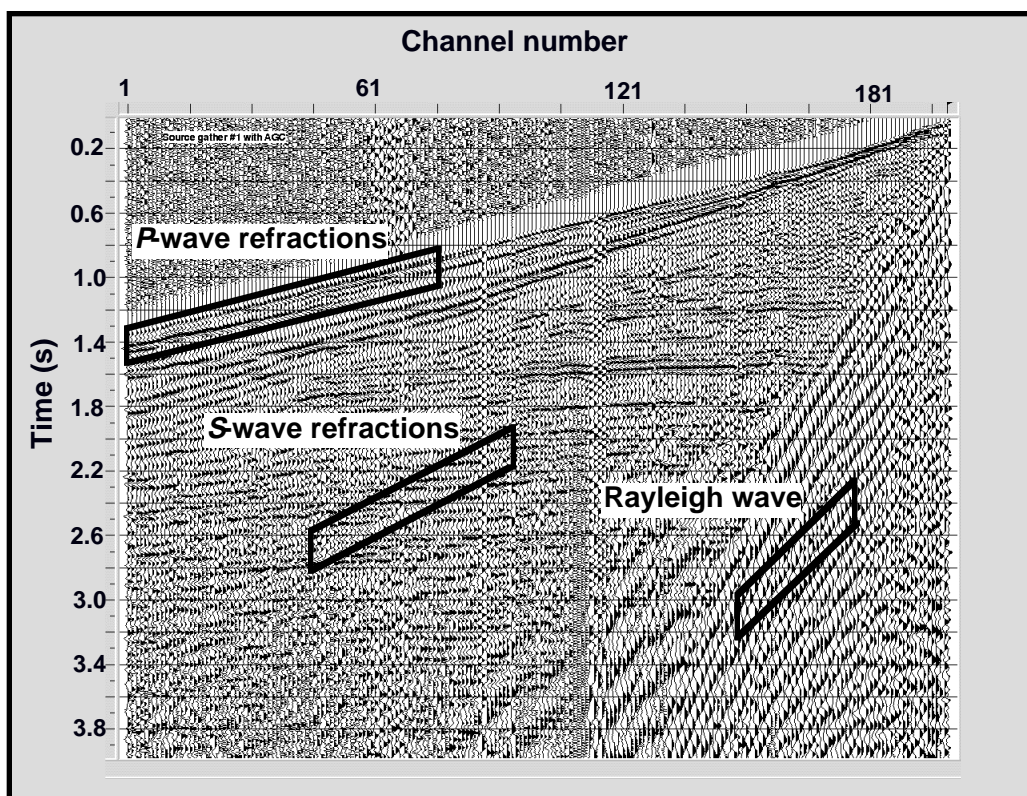 Channel number
1 61 121 181
Source gather #1 with AGC
Time (s)
0.2
0.6
1.0
1.4
1.8
2.2
2.6
3.0
3.4
3.8
P-wave refractions
S-wave refractions
Rayleigh wave